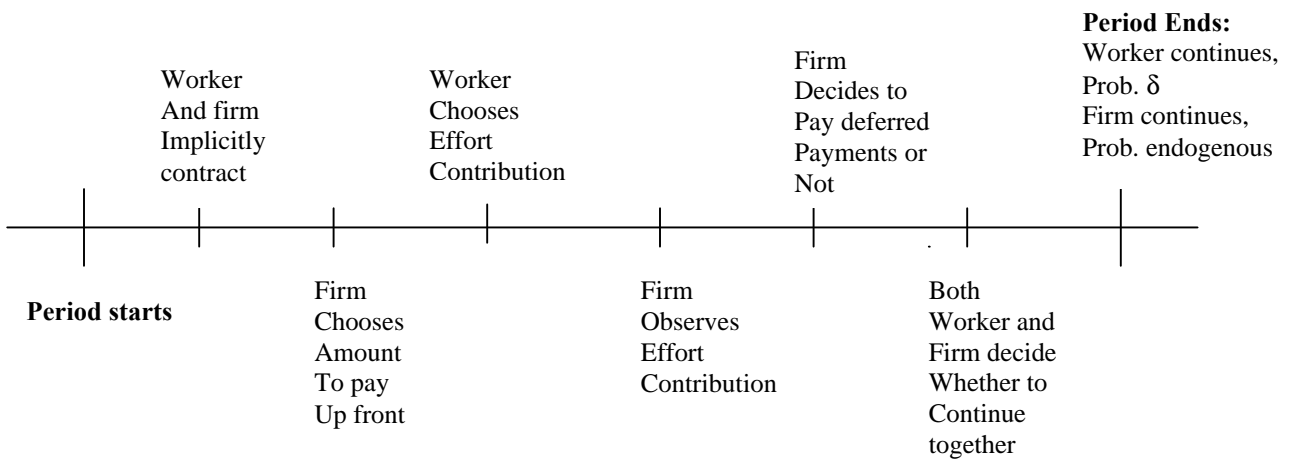 Period starts
Worker
And firm
Implicitly
contract
Firm
Chooses
Amount
To pay
Up front
Worker
Chooses
Effort
Contribution
Firm
Observes
Effort
Contribution
Firm
Decides to
Pay deferred
Payments or
Not
Both
Worker and
Firm decide
Whether to
Continue
together
Period Ends:
Worker continues,
Prob. δ
Firm continues,
Prob. endogenous